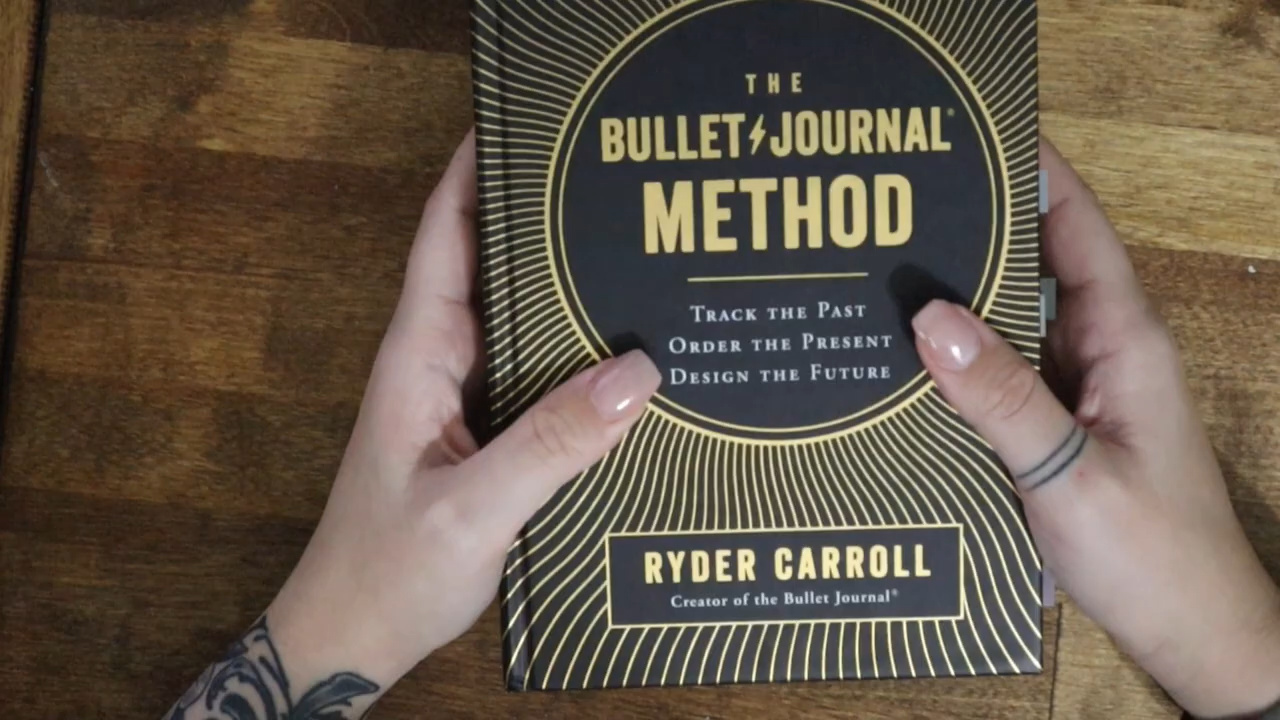 THE
BULLET⚡JOURNAL®
METHOD
TRACK THE PAST
ORDER THE PRESENT
DESIGN THE FUTURE
RYDER CARROLL
Creator of the Bullet Journal®